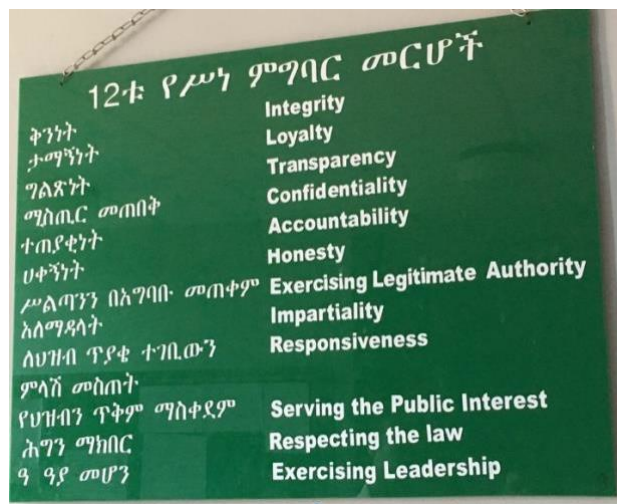 12ቱ የሥነ ምግባር መርሆች
ቅንነት Integrity
ታማኝነት Loyalty
ግልጽነት Transparency
ሚስጢር መጠበቅ Confidentiality
ተጠያቂነት Accountability
ሀቀኝነት Honesty
ሥልጣንን በአግባቡ መጠቀም Exercising Legitimate Authority
አለማዳላት Impartiality
ለህዝብ ጥያቄ ተገቢውን Responsiveness
ምላሽ መስጠት
የህዝብን ጥቅም ማስቀደም Serving the Public Interest
ሕግን ማክበር Respecting the law
ዓ ዓያ መሆን Exercising Leadership